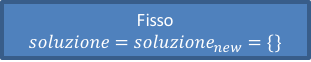 Fisso
soluzione = soluzione_new = {}